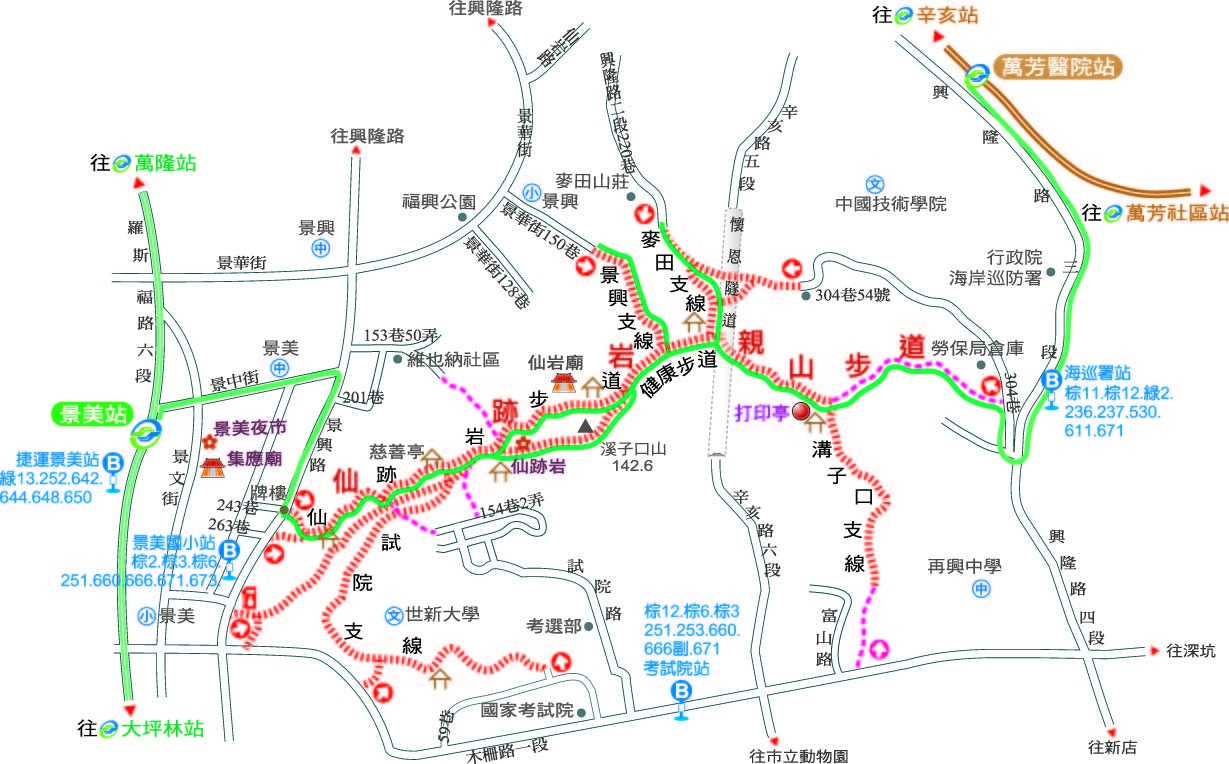 往興隆路
往辛亥站
仙岩路
萬芳醫院站
興隆路二段220巷
景華街
辛亥路五段
興隆路三段
往興隆路
往萬隆站
麥田山莊
中國技術學院
文
小
景興
福興公園
往萬芳社區站
景興
中
景華街150巷
懷恩隧道
羅斯福路六段
景華街
景華街128巷
麥田支線
行政院
海岸巡防署
景興支線
304巷54號
153巷50弄
景美
中
維也納社區
仙岩廟
勞保局倉庫
親山步道
健康步道
304巷
海巡署站
棕11.棕12.綠2.
236.237.530.
611.671
B
景中街
201巷
景美站
仙跡岩
仙跡岩步道
打印亭
景美夜市
集應廟
景興路
景文街
慈善亭
仙跡岩
溪子口山
142.6
溝子口支線
捷運景美站
綠13.252.642.
644.648.650
B
牌樓
243巷
263巷
154巷2弄
辛亥路六段
景美國小站
棕2.棕3.棕6.
251.660.666.671.673
B
試院支線
試院路
興隆路四段
再興中學
中
小
景美
文
世新大學
考選部
棕12.棕6.棕3
251.253.660.
666副.671
考試院站
B
富山路
往深坑
國家考試院
59巷
木柵路一段
往大坪林站
往市立動物園
往新店